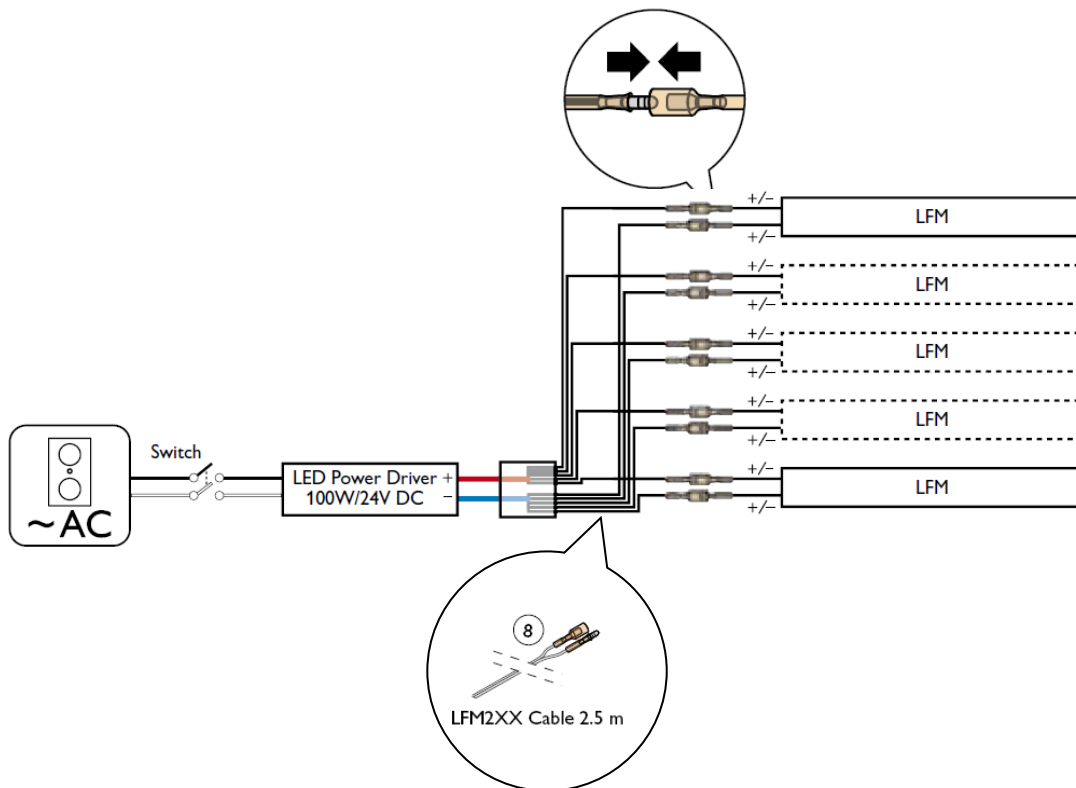 +/−
LFM
+/−
+/−
LFM
+/−
+/−
LFM
+/−
+/−
LFM
+/−
+/−
LFM
+/−
Switch
~AC
LED Power Driver +
100W/24V DC −
8
LFM2XX Cable 2.5 m